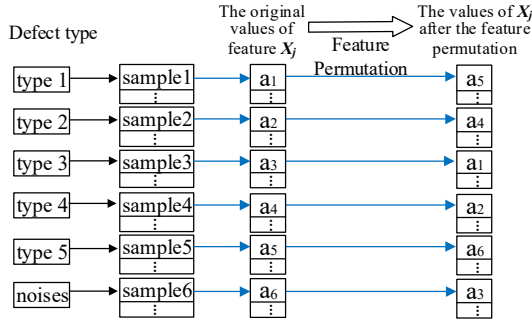 Defect type
The original
values of
feature Xj
Feature
Permutation
The values of Xj
after the feature
permutation
type 1 sample1 a1 a5
⋮ ⋮ ⋮
type 2 sample2 a2 a4
⋮ ⋮ ⋮
type 3 sample3 a3 a1
⋮ ⋮ ⋮
type 4 sample4 a4 a2
⋮ ⋮ ⋮
type 5 sample5 a5 a6
⋮ ⋮ ⋮
noises sample6 a6 a3
⋮ ⋮ ⋮